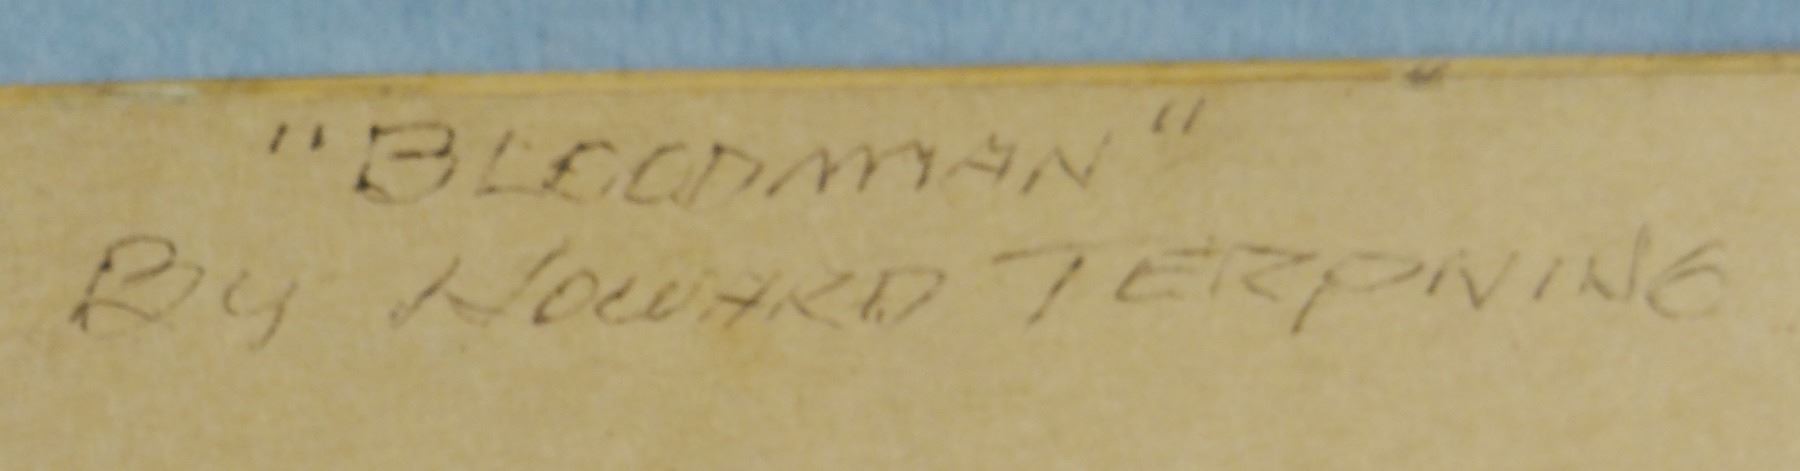 "BLOODMAN"
By HOWARD TERPNING